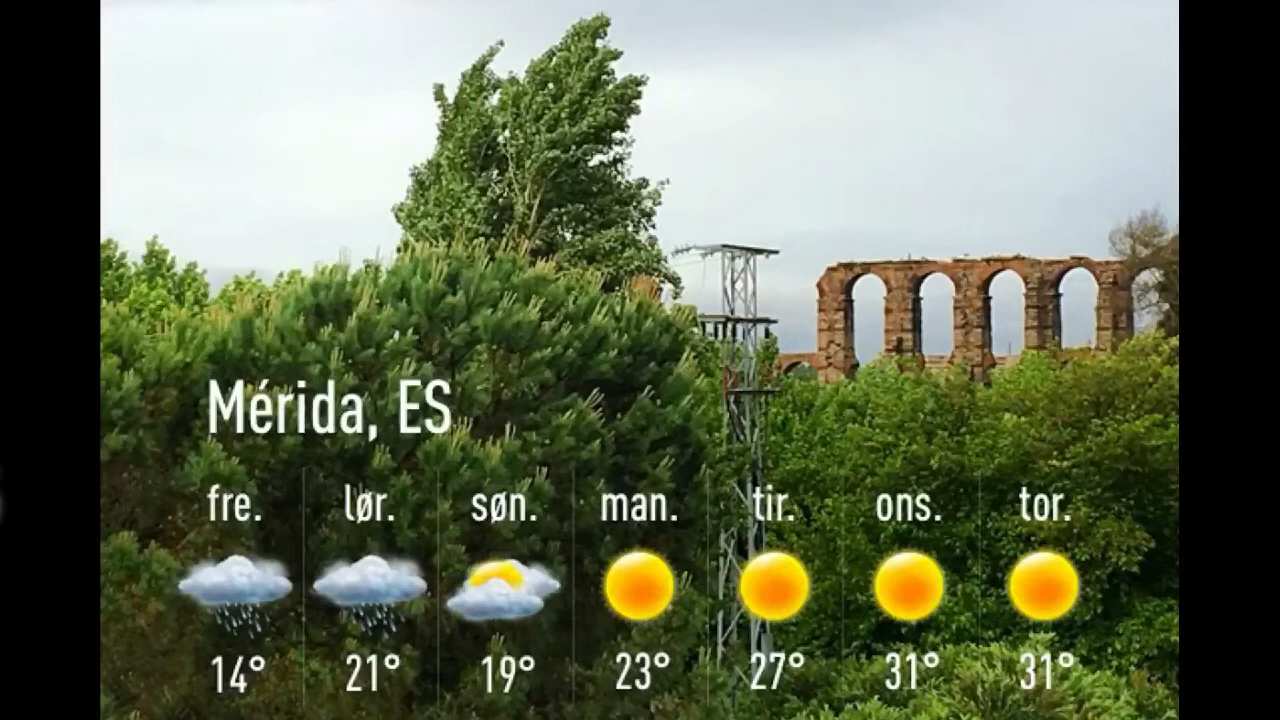 Mérida, ES
fre. lør. søn. man. tir. ons. tor.
14° 21° 19° 23° 27° 31° 31°